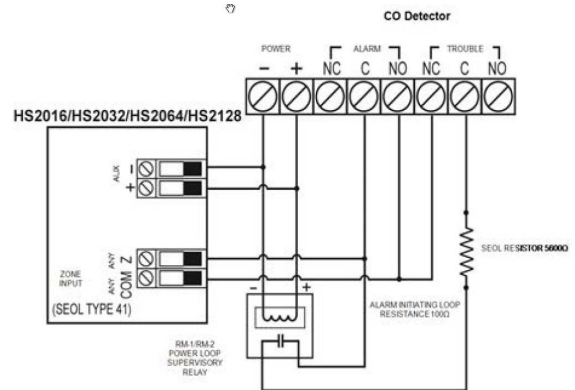 CO Detector
POWER
ALARM
TROUBLE
− + NC C NO NC C NO
HS2016/HS2032/HS2064/HS2128
AUX
−
+
ZONE
INPUT
ANY Z
ANY COM
(SEOL TYPE 41)
SEOL RESISTOR 5600Ω
− +
ALARM INITIATING LOOP
RESISTANCE 100Ω
RM-1/RM-2
POWER LOOP
SUPERVISORY
RELAY